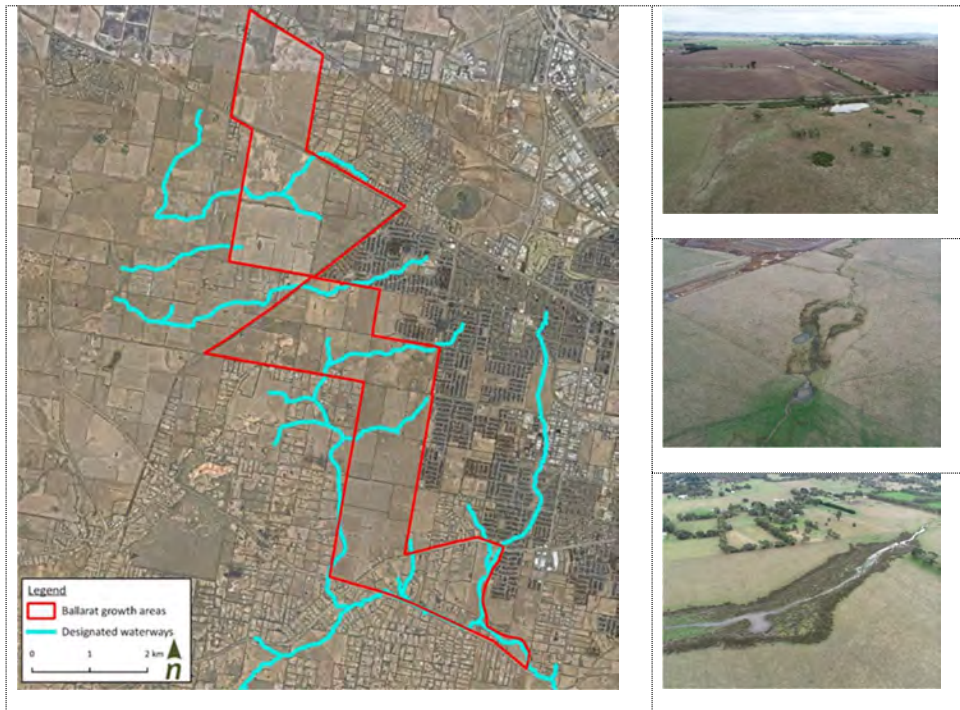 Legend
Ballarat growth areas
Designated waterways
0 1 2 km
n